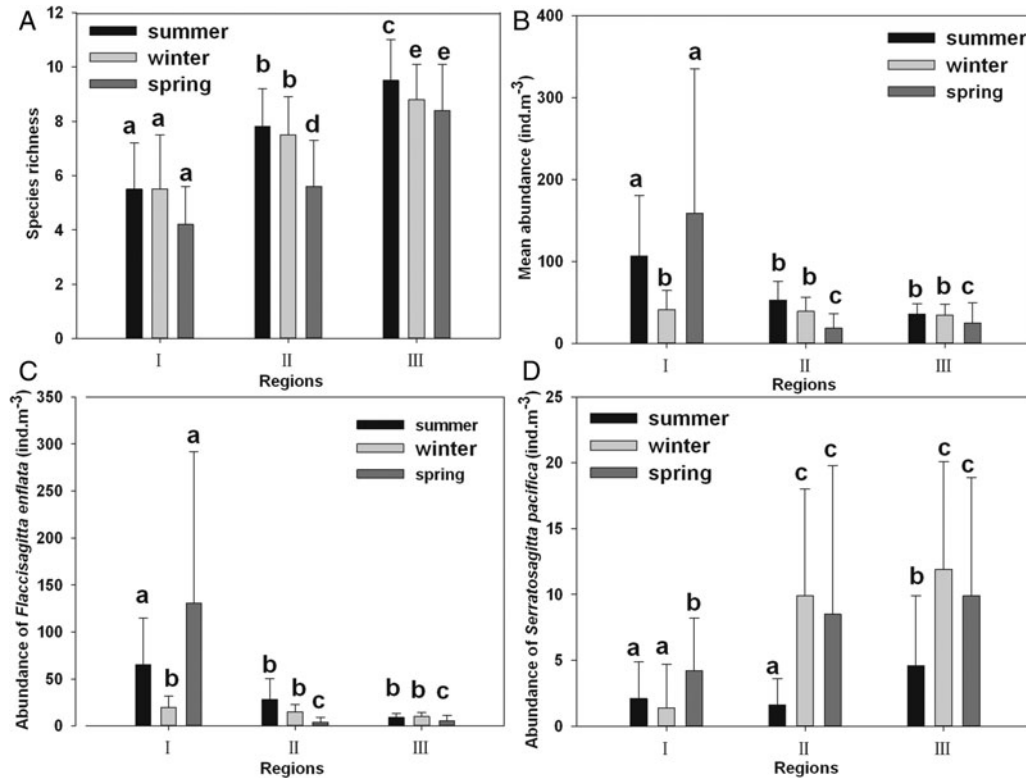 A
12
10
8
6
4
2
0
Species richness
summer
winter
spring
a a a
b b d
c e e
I II III
Regions
B
400
300
200
100
0
Mean abundance (ind.m⁻³)
summer
winter
spring
a b a
b b c
b b c
I II III
Regions
C
350
300
250
200
150
100
50
0
Abundance of Flaccisagitta enflata (ind.m⁻³)
summer
winter
spring
a b a
b b c
b b c
I II III
Regions
D
25
20
15
10
5
0
Abundance of Serratosagitta pacifica (ind.m⁻³)
summer
winter
spring
a a b
a c c
b c c
I II III
Regions